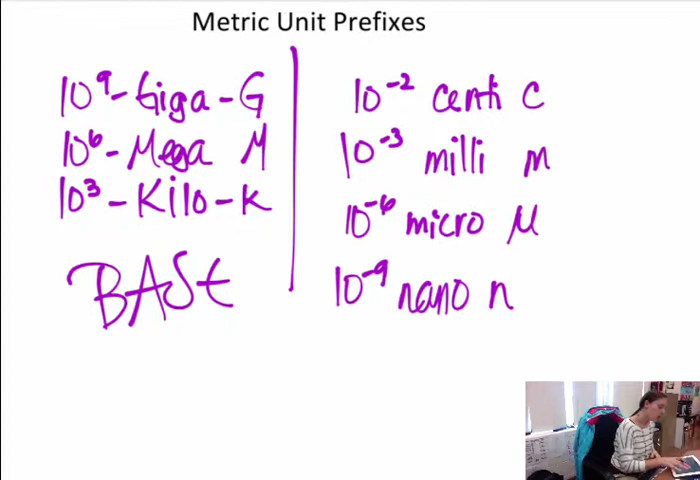 Metric Unit Prefixes
10⁹-Giga-G
10⁶-Mega M
10³-Kilo-K
BASE
10⁻² centi c
10⁻³ milli m
10⁻⁶ micro μ
10⁻⁹ nano n